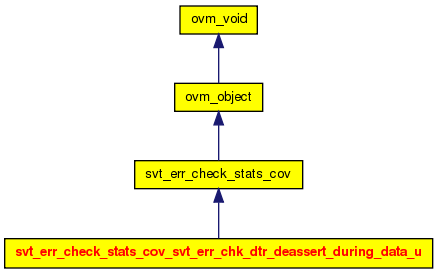 ovm_void
ovm_object
svt_err_check_stats_cov
svt_err_check_stats_cov_svt_err_chk_dtr_deassert_during_data_u